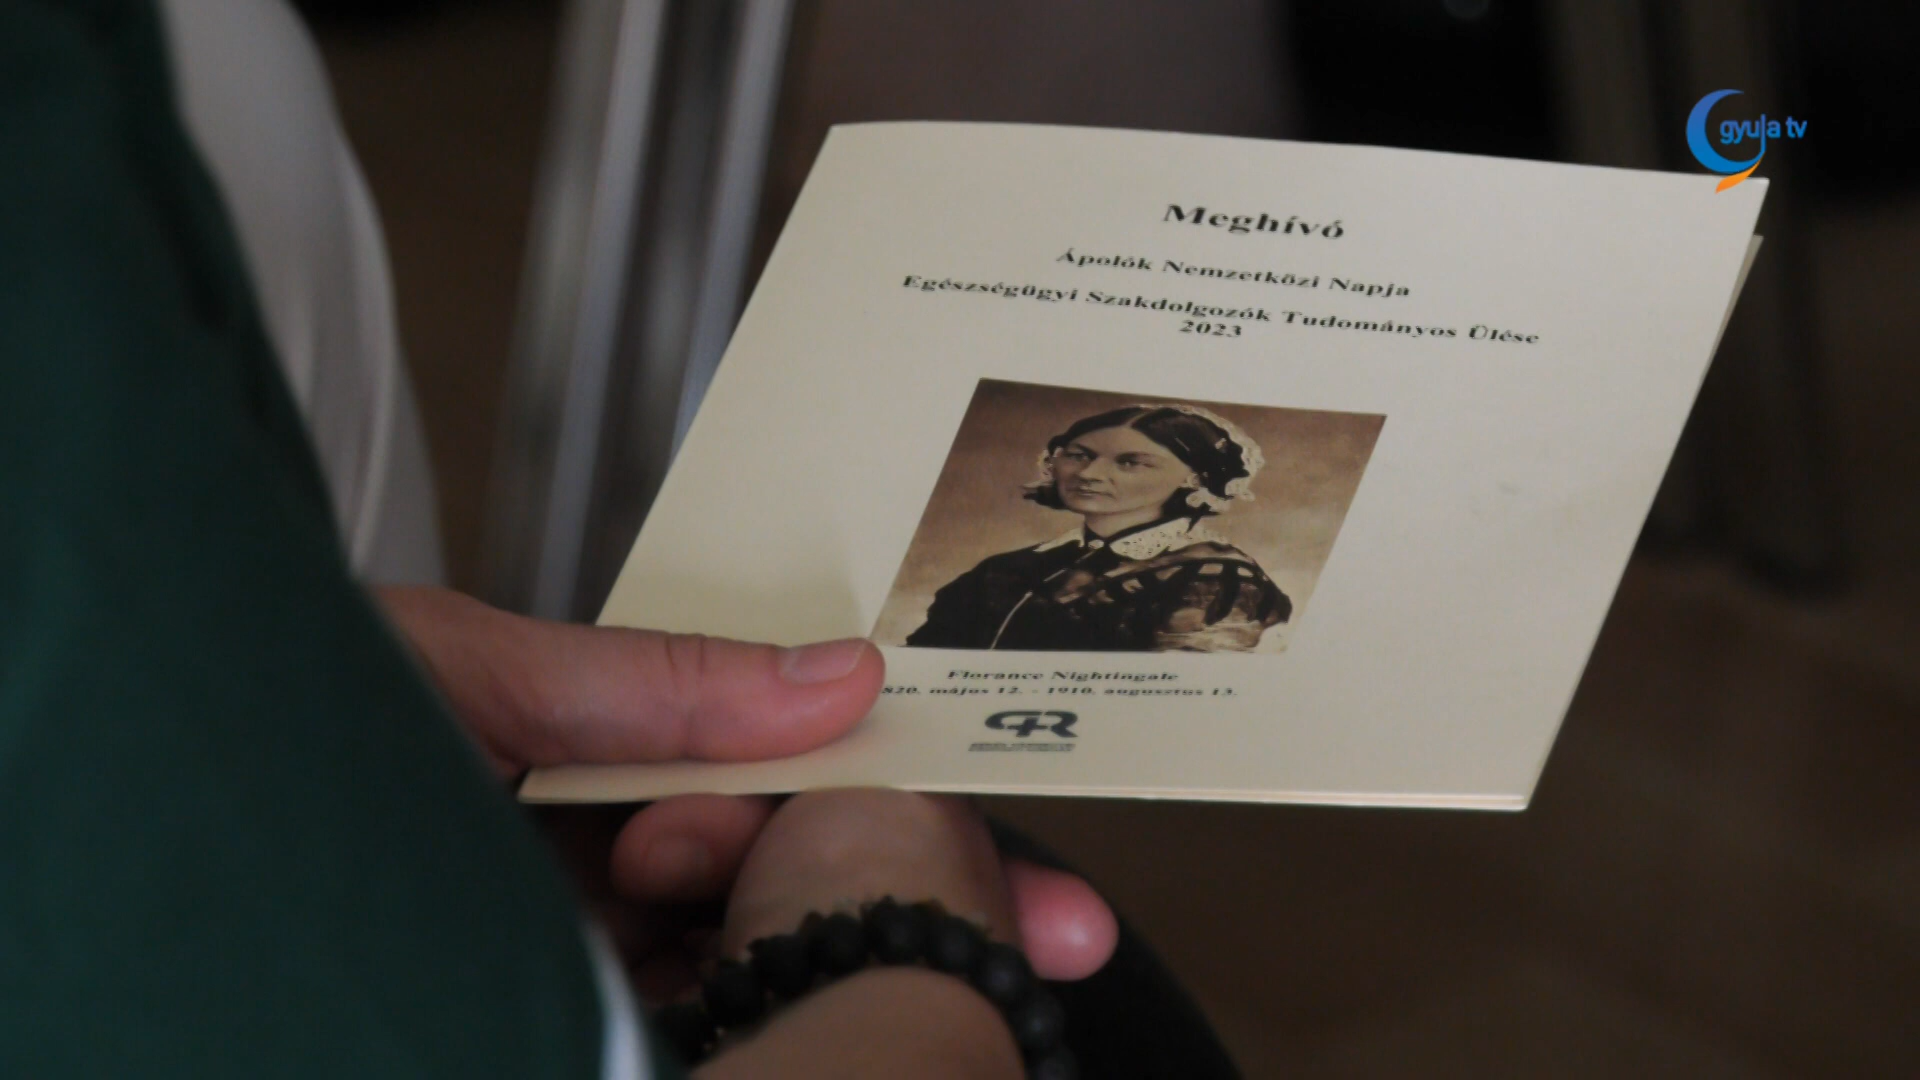 gyula tv
Meghívó
Ápolók Nemzetközi Napja
Egészségügyi Szakdolgozók Tudományos Ülése
2023
Florance Nightingale
820. május 12. - 1910. augusztus 13.